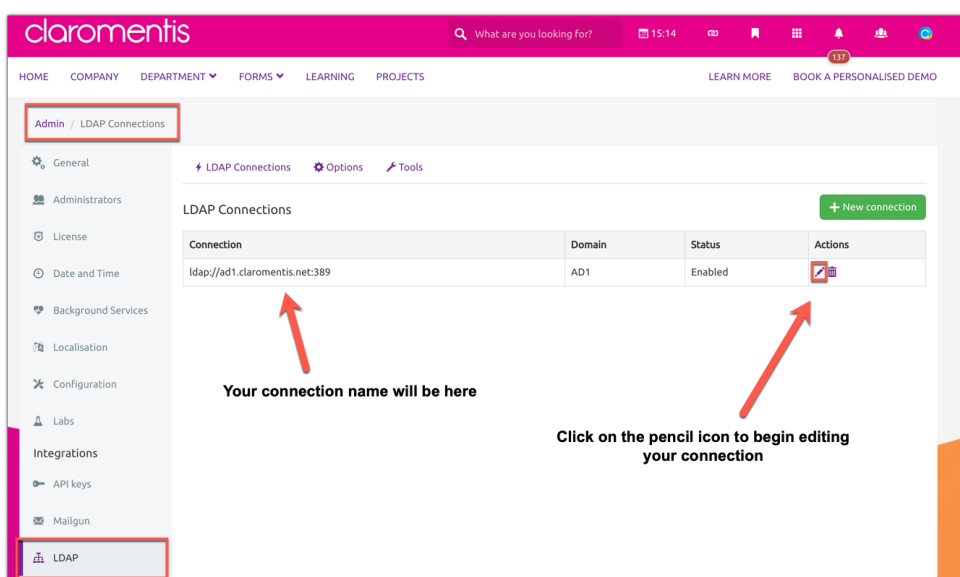 claromentis
What are you looking for?
15:14
137
HOME COMPANY DEPARTMENT FORMS LEARNING PROJECTS LEARN MORE BOOK A PERSONALISED DEMO
Admin / LDAP Connections
General
Administrators
License
Date and Time
Background Services
Localisation
Configuration
Labs
Integrations
API keys
Mailgun
LDAP
LDAP Connections Options Tools
LDAP Connections
New connection
Connection Domain Status Actions
ldap://ad1.claromentis.net:389 AD1 Enabled
Your connection name will be here
Click on the pencil icon to begin editing
your connection